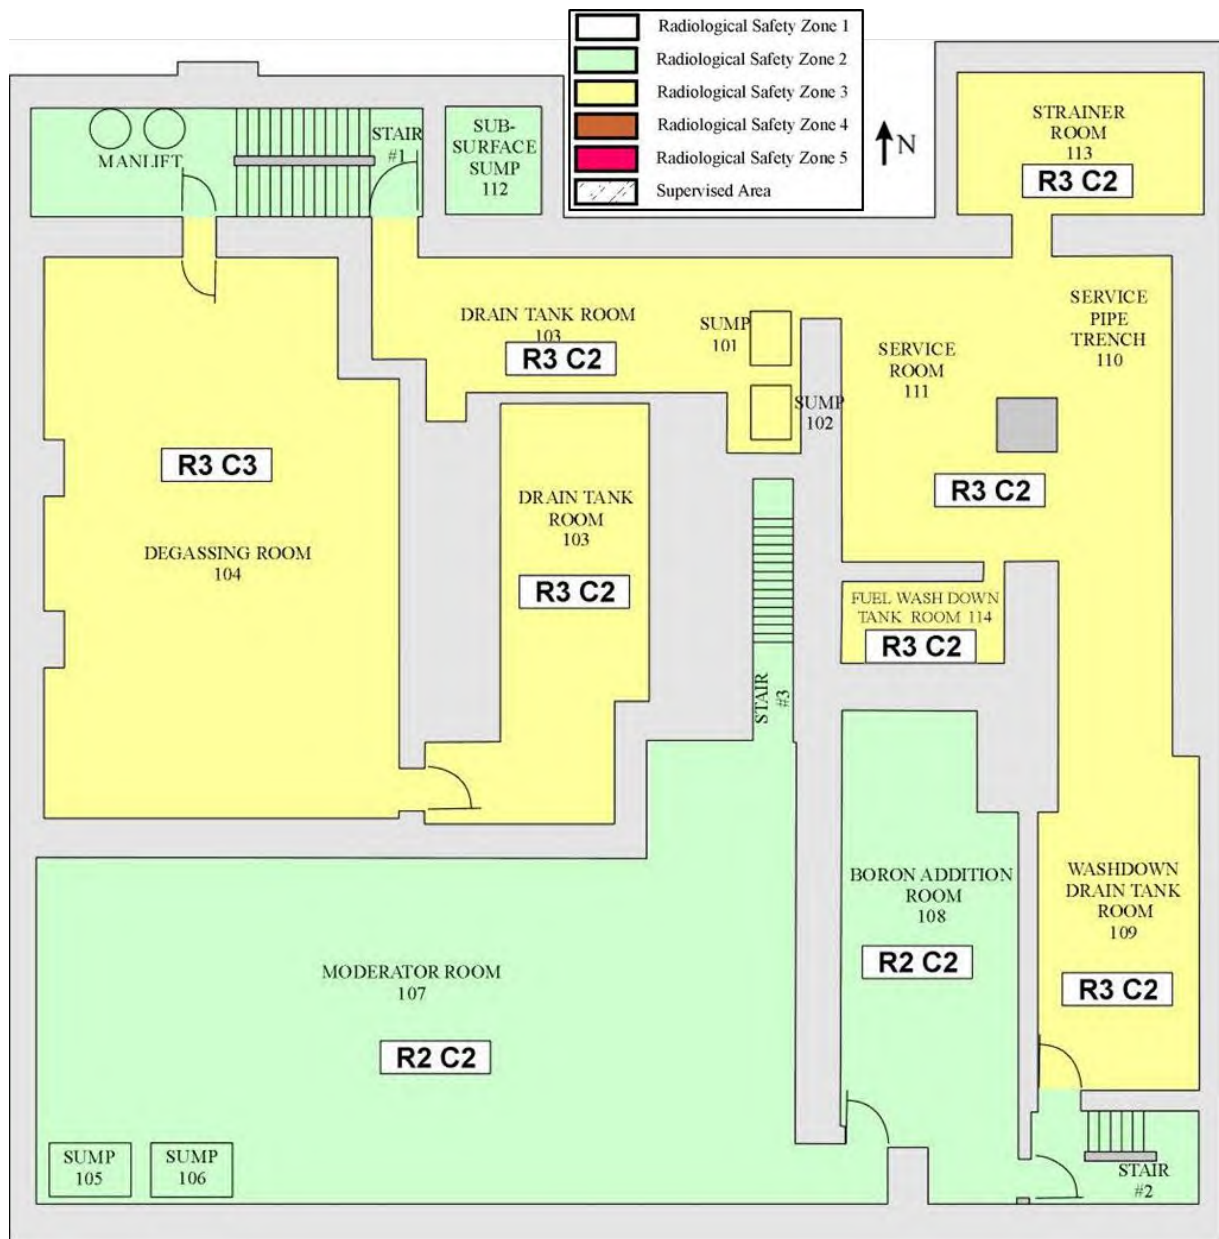 Radiological Safety Zone 1
Radiological Safety Zone 2
Radiological Safety Zone 3
Radiological Safety Zone 4
Radiological Safety Zone 5
Supervised Area
N
MANLIFT
STAIR
#1
SUB-
SURFACE
SUMP
112
STRAINER
ROOM
113
R3 C2
DRAIN TANK ROOM
103
R3 C2
SUMP
101
SUMP
102
SERVICE
ROOM
111
SERVICE
PIPE
TRENCH
110
R3 C2
R3 C3
DEGASSING ROOM
104
DRAIN TANK
ROOM
103
R3 C2
FUEL WASH DOWN
TANK ROOM 114
R3 C2
STAIR
#3
BORON ADDITION
ROOM
108
R2 C2
WASHDOWN
DRAIN TANK
ROOM
109
R3 C2
MODERATOR ROOM
107
R2 C2
SUMP
105
SUMP
106
STAIR
#2